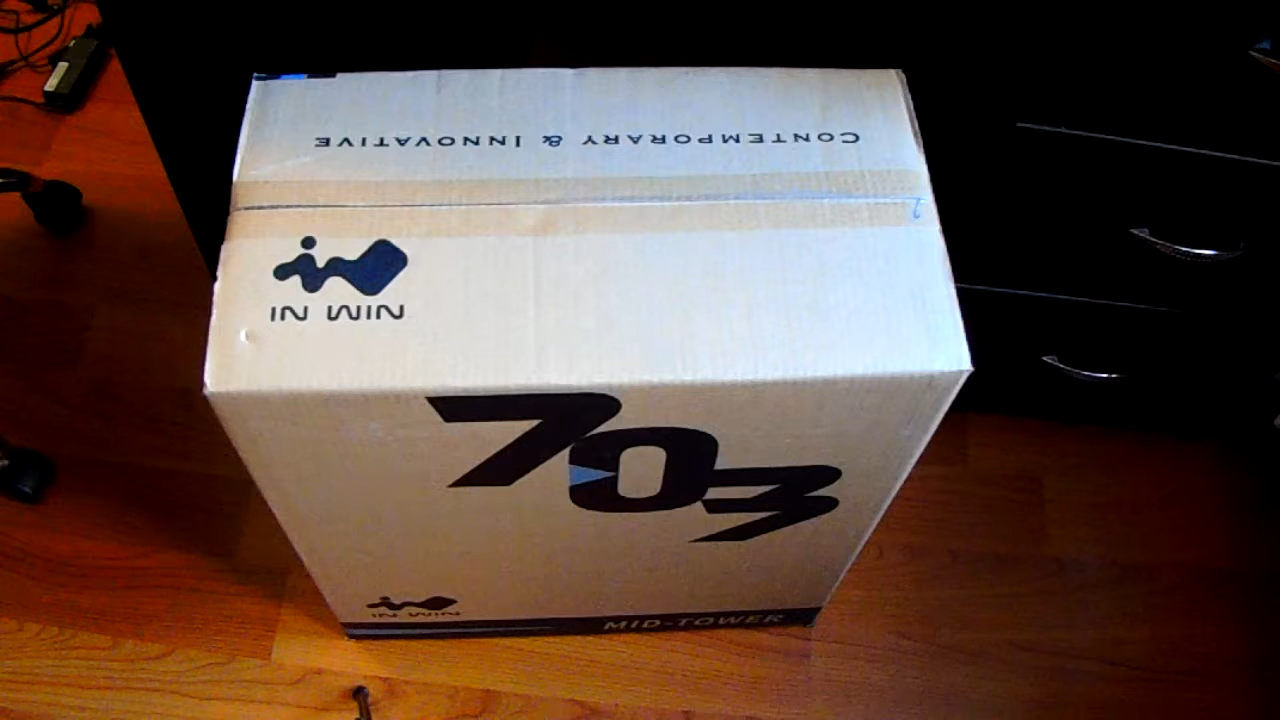 CONTEMPORARY & INNOVATIVE
IN WIN
703
IN WIN
MID-TOWER